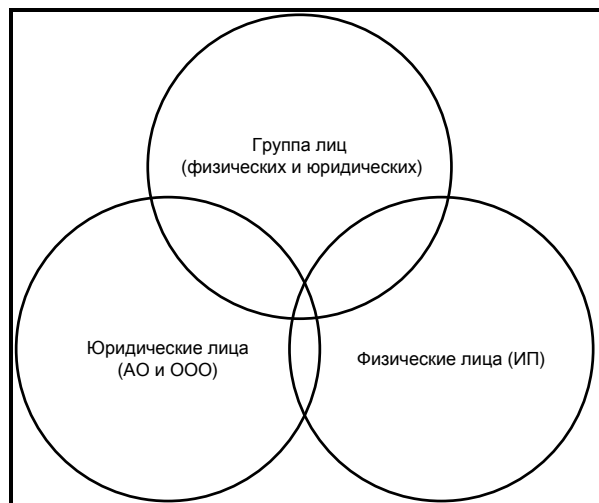 Группа лиц
(физических и юридических)
Юридические лица
(АО и ООО)
Физические лица (ИП)